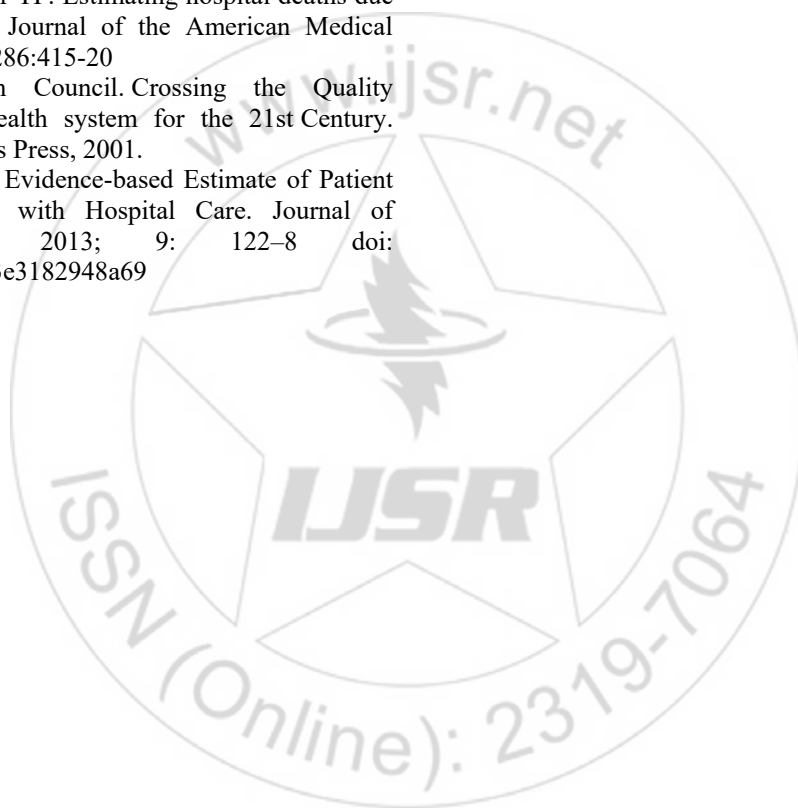 Estimating hospital deaths due
Journal of the American Medical
286:415-20
Council. Crossing the Quality
ealth system for the 21st Century.
s Press, 2001.
Evidence-based Estimate of Patient
with Hospital Care. Journal of
2013; 9: 122–8 doi:
e3182948a69
www.ijsr.net
IJSR
ISSN (Online): 2319-7064